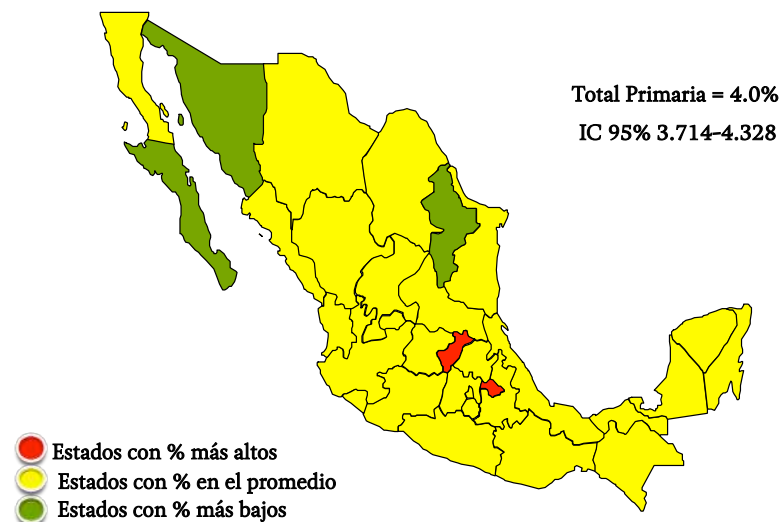 Total Primaria = 4.0%
IC 95% 3.714-4.328
Estados con % más altos
Estados con % en el promedio
Estados con % más bajos